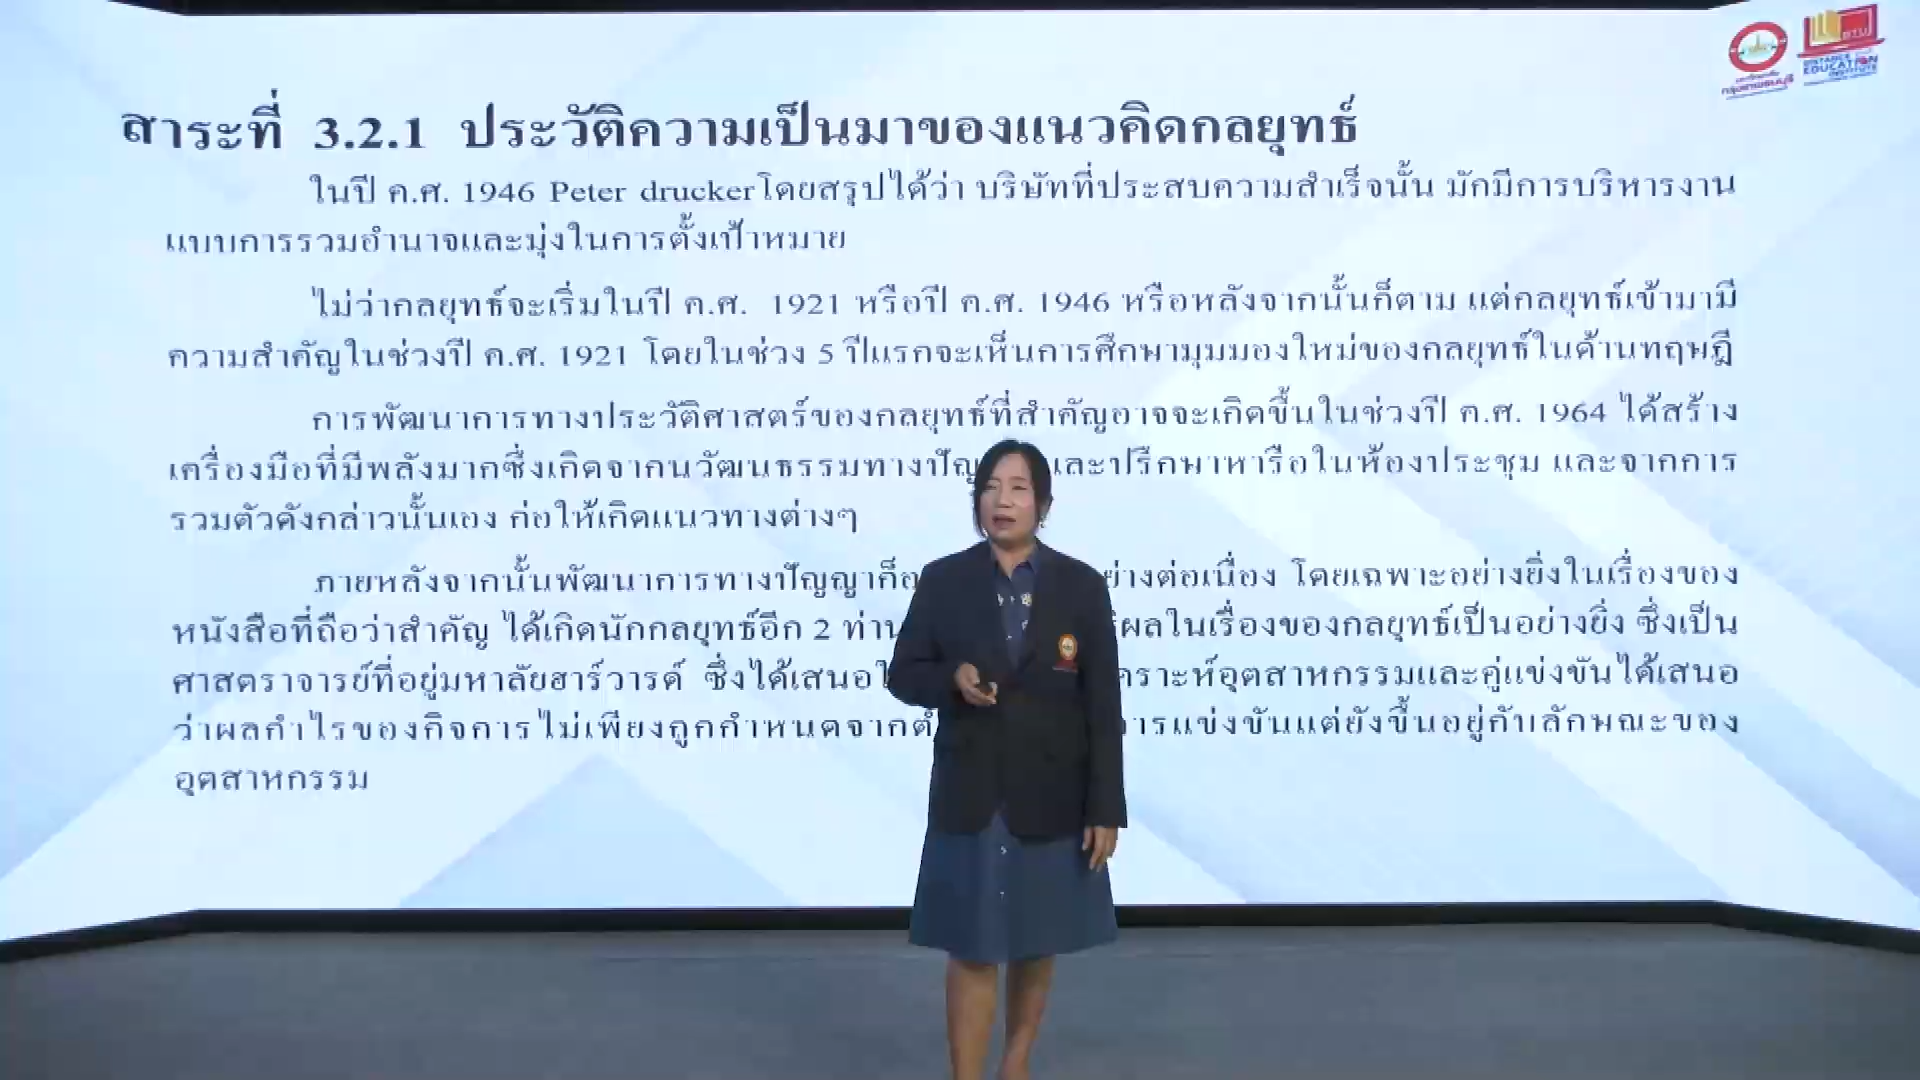 มหาวิทยาลัย
กรุงเทพธนบุรี
DISTANCE
EDUCATION
INSTITUTE
สาระที่ 3.2.1 ประวัติความเป็นมาของแนวคิดกลยุทธ์
ในปี ค.ศ. 1946 Peter druckerโดยสรุปได้ว่า บริษัทที่ประสบความสำเร็จนั้น มักมีการบริหารงาน
แบบการรวมอำนาจและมุ่งในการตั้งเป้าหมาย
ไม่ว่ากลยุทธ์จะเริ่มในปี ค.ศ. 1921 หรือปี ค.ศ. 1946 หรือหลังจากนั้นก็ตาม แต่กลยุทธ์เข้ามามี
ความสำคัญในช่วงปี ค.ศ. 1921 โดยในช่วง 5 ปีแรกจะเห็นการศึกษามุมมองใหม่ของกลยุทธ์ในด้านทฤษฎี
การพัฒนาการทางประวัติศาสตร์ของกลยุทธ์ที่สำคัญอาจจะเกิดขึ้นในช่วงปี ค.ศ. 1964 ได้สร้าง
เครื่องมือที่มีพลังมากซึ่งเกิดจากนวัฒนธรรมทางปัญ และปรึกษาหารือในห้องประชุม และจากการ
รวมตัวดังกล่าวนั้นเอง ก่อให้เกิดแนวทางต่างๆ
ภายหลังจากนั้นพัฒนาการทางปัญญาก็อ ย่างต่อเนื่อง โดยเฉพาะอย่างยิ่งในเรื่องของ
หนังสือที่ถือว่าสำคัญ ได้เกิดนักกลยุทธ์อีก 2 ท่าน ผลในเรื่องของกลยุทธ์เป็นอย่างยิ่ง ซึ่งเป็น
ศาสตราจารย์ที่อยู่มหาลัยฮาร์วารด์ ซึ่งได้เสนอ คราะห์อุตสาหกรรมและคู่แข่งขันได้เสนอ
ว่าผลกำไรของกิจการไม่เพียงถูกกำหนดจาก การแข่งขันแต่ยังขึ้นอยู่กับลักษณะของ
อุตสาหกรรม